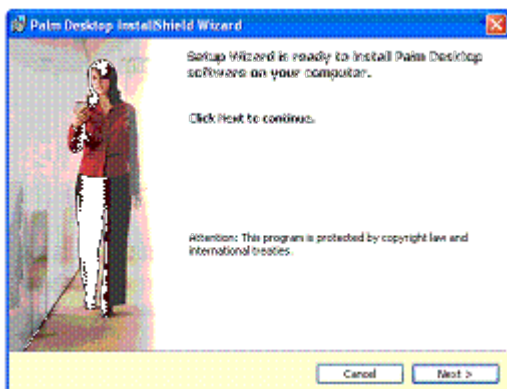 Palm Desktop InstallShield Wizard
Setup Wizard is ready to install Palm Desktop
software on your computer.
Click Next to continue.
Attention: This program is protected by copyright law and
international treaties.
Cancel
Next >